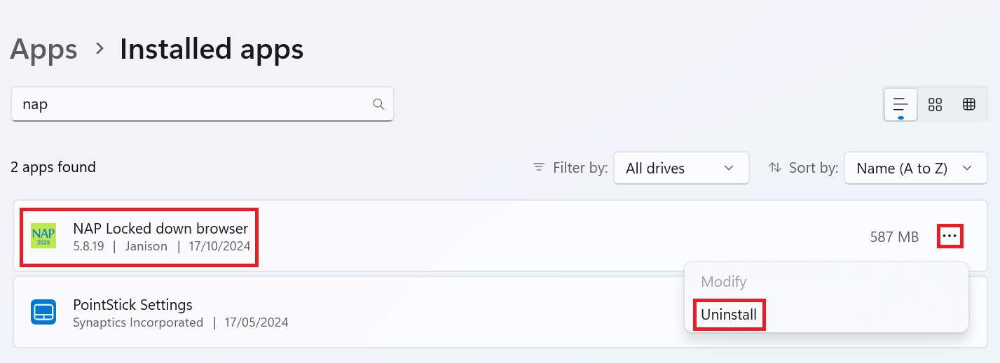 Apps > Installed apps
nap
2 apps found
Filter by: All drives
Sort by: Name (A to Z)
NAP 2025
NAP Locked down browser
5.8.19 | Janison | 17/10/2024
587 MB
...
Modify
Uninstall
PointStick Settings
Synaptics Incorporated | 17/05/2024